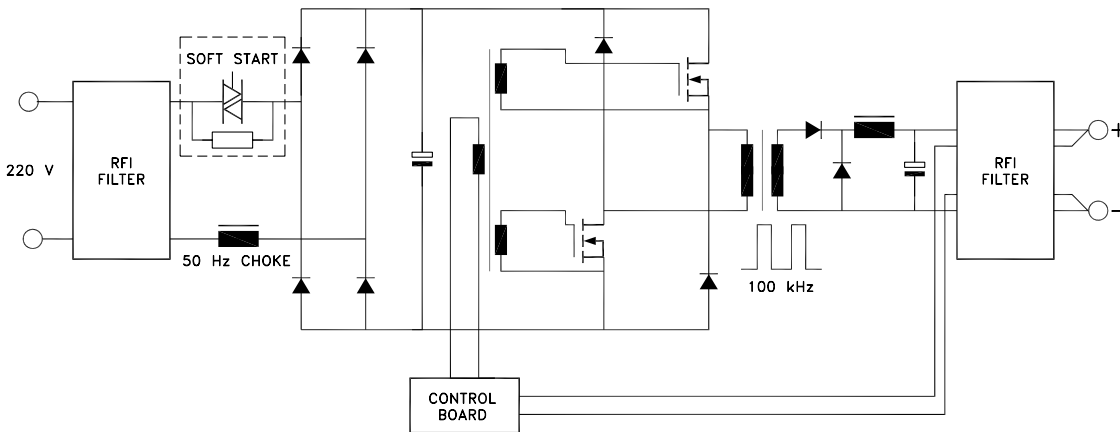 SOFT START
220 V
RFI
FILTER
50 Hz CHOKE
+
RFI
FILTER
−
100 kHz
CONTROL
BOARD